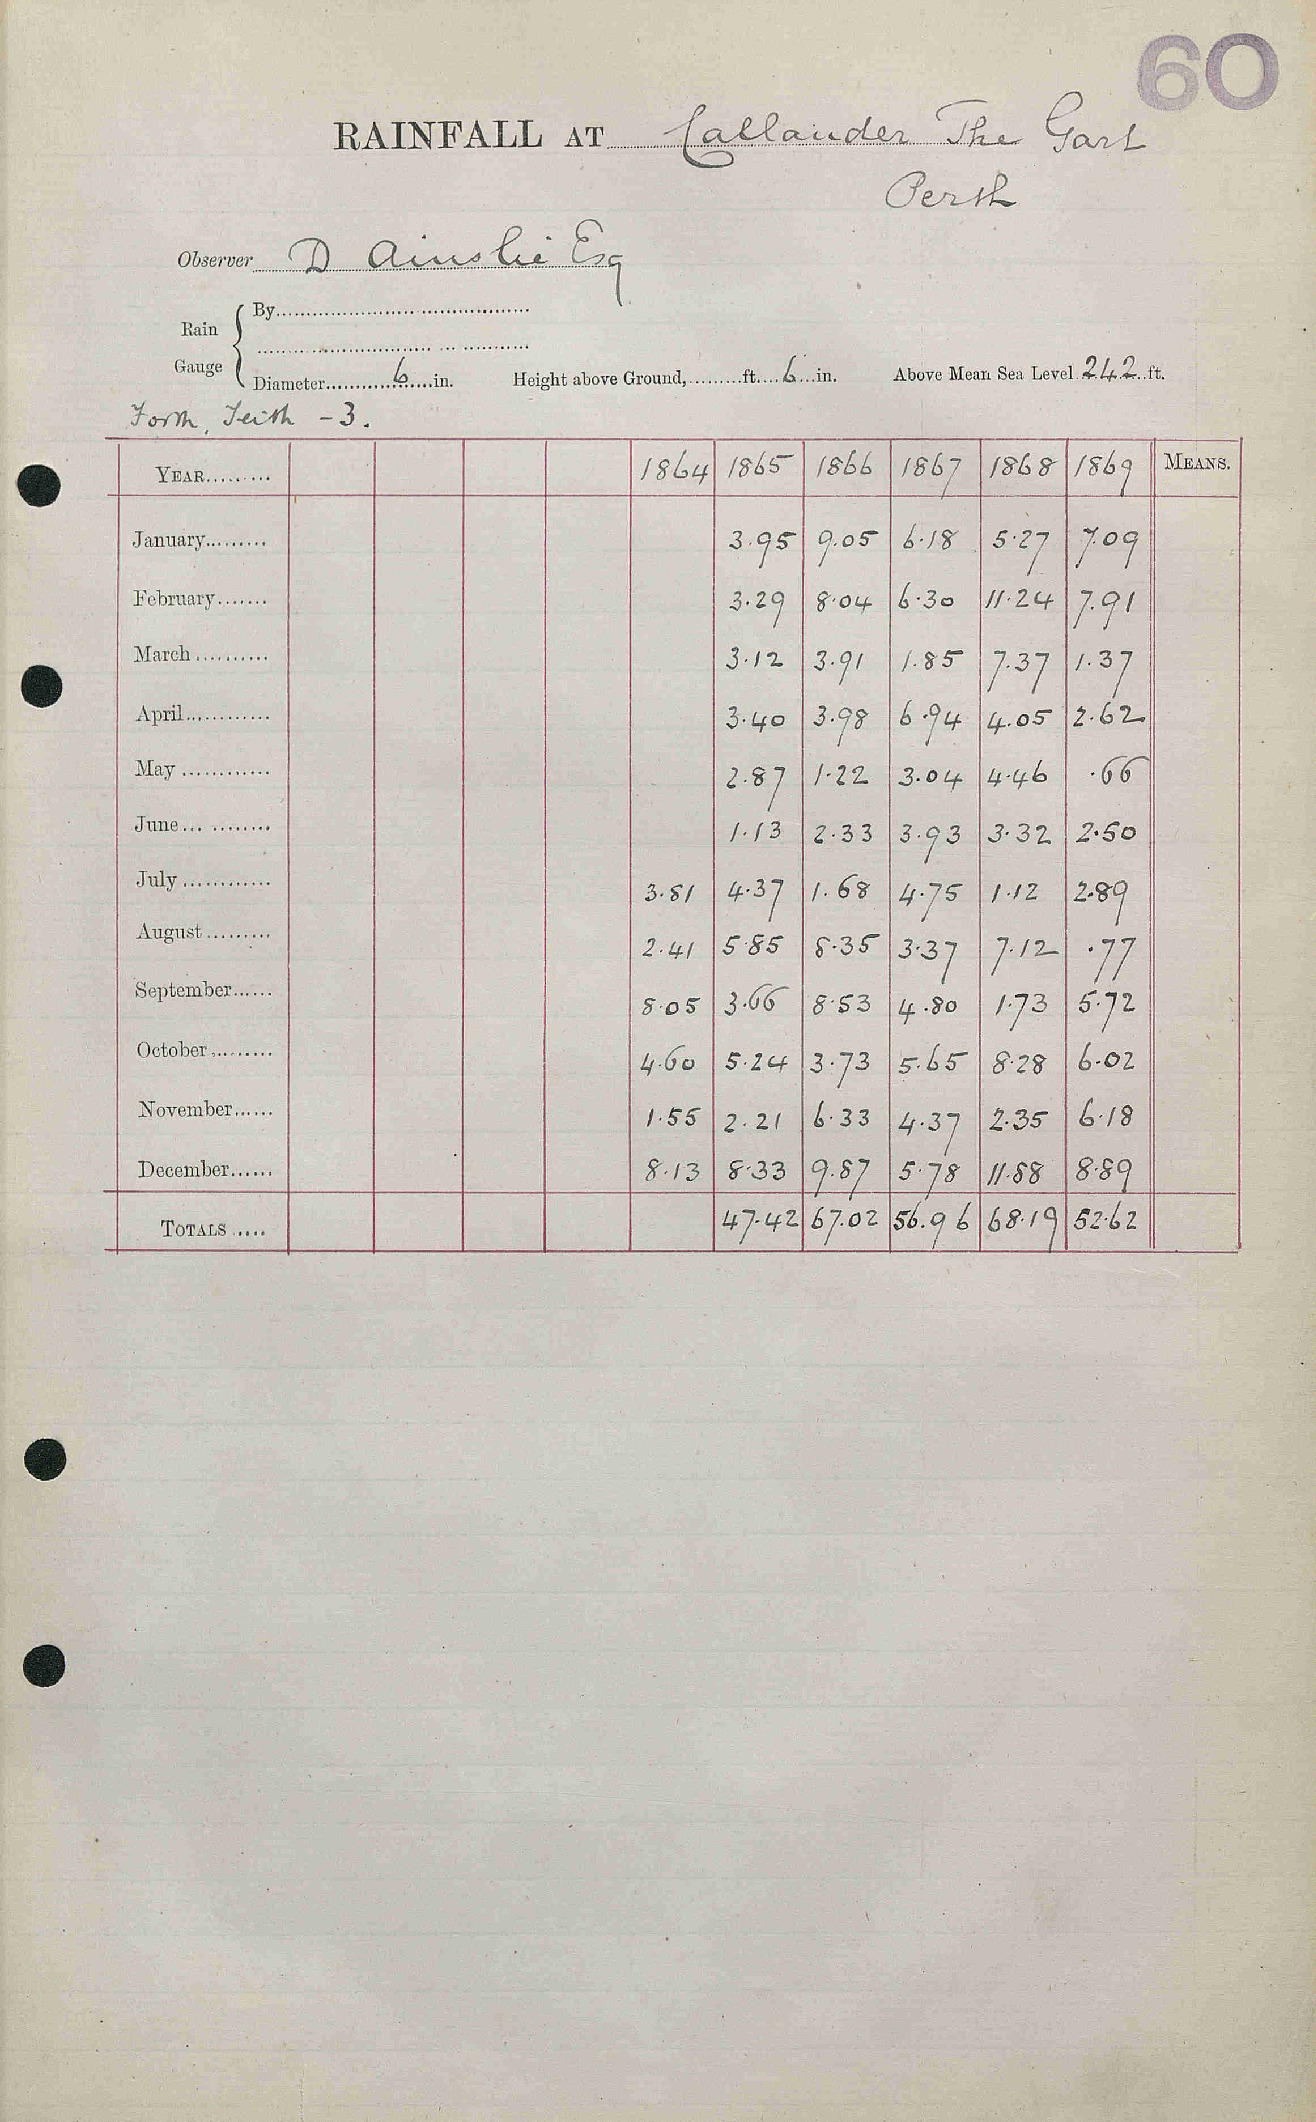 60
RAINFALL AT Callander The Gart
Perth
Observer D Ainslie Esq
By
Rain
Gauge
Diameter 6 in. Height above Ground, ft. 6 in. Above Mean Sea Level 242 ft.
Forth, Teith - 3.
YEAR 1864 1865 1866 1867 1868 1869 MEANS.
January 3.95 9.05 6.18 5.27 7.09
February 3.29 8.04 6.30 11.24 7.91
March 3.12 3.91 1.85 7.37 1.37
April 3.40 3.98 6.94 4.05 2.62
May 2.87 1.22 3.04 4.46 .66
June 1.13 2.33 3.93 3.32 2.50
July 3.81 4.37 1.68 4.75 1.12 2.89
August 2.41 5.85 8.35 3.37 7.12 .77
September 8.05 3.66 8.53 4.80 1.73 5.72
October 4.60 5.24 3.73 5.65 8.28 6.02
November 1.55 2.21 6.33 4.37 2.35 6.18
December 8.13 8.33 9.87 5.78 11.88 8.89
TOTALS 47.42 67.02 56.96 68.19 52.62